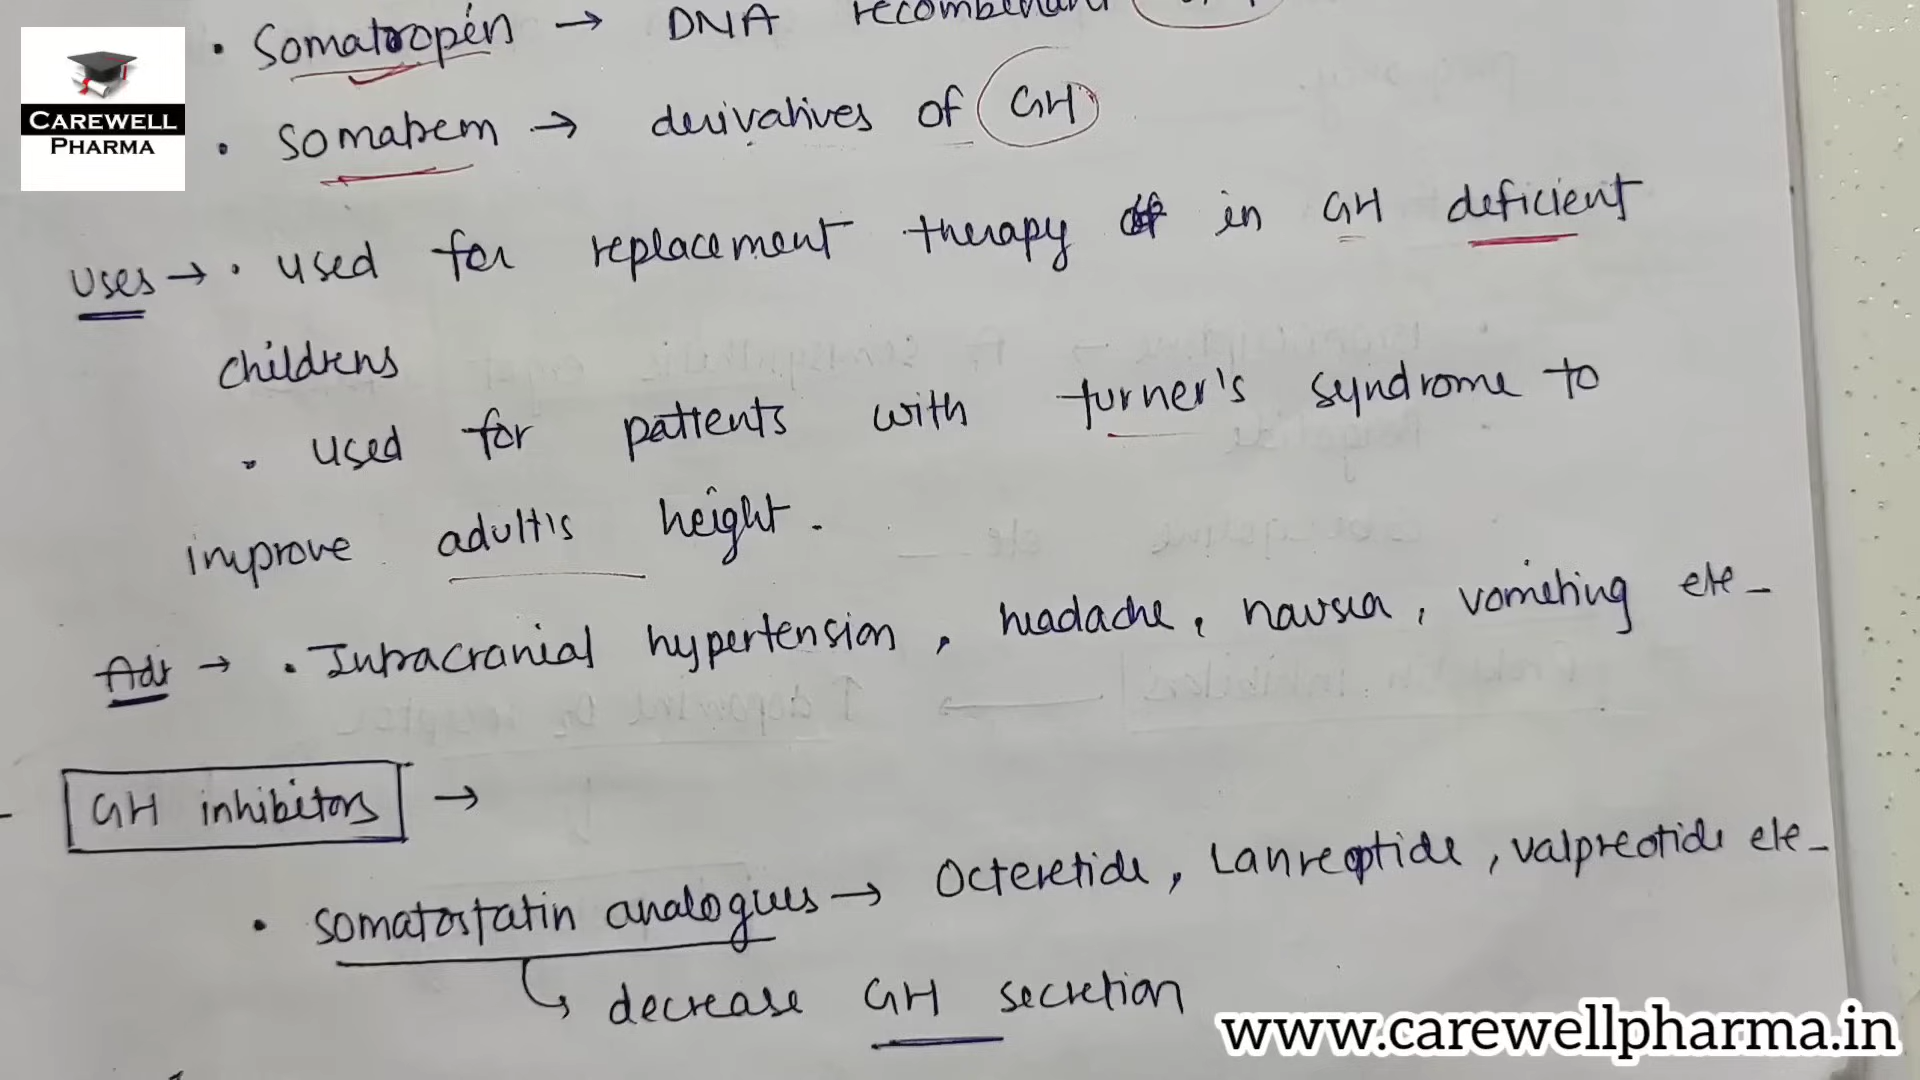 • Somatropin → DNA recombinant
CAREWELL
PHARMA
• Somatrem → derivatives of GH
Uses → • used for replacement therapy in GH deficient
childrens
• used for patients with turner's syndrome to
improve adult's height.
Adr → • Intracranial hypertension, headache, nausea, vomiting etc-
GH inhibitors →
• somatostatin analogues → Octeretide, Lanreotide, valpreotide etc-
decrease GH secretion
www.carewellpharma.in